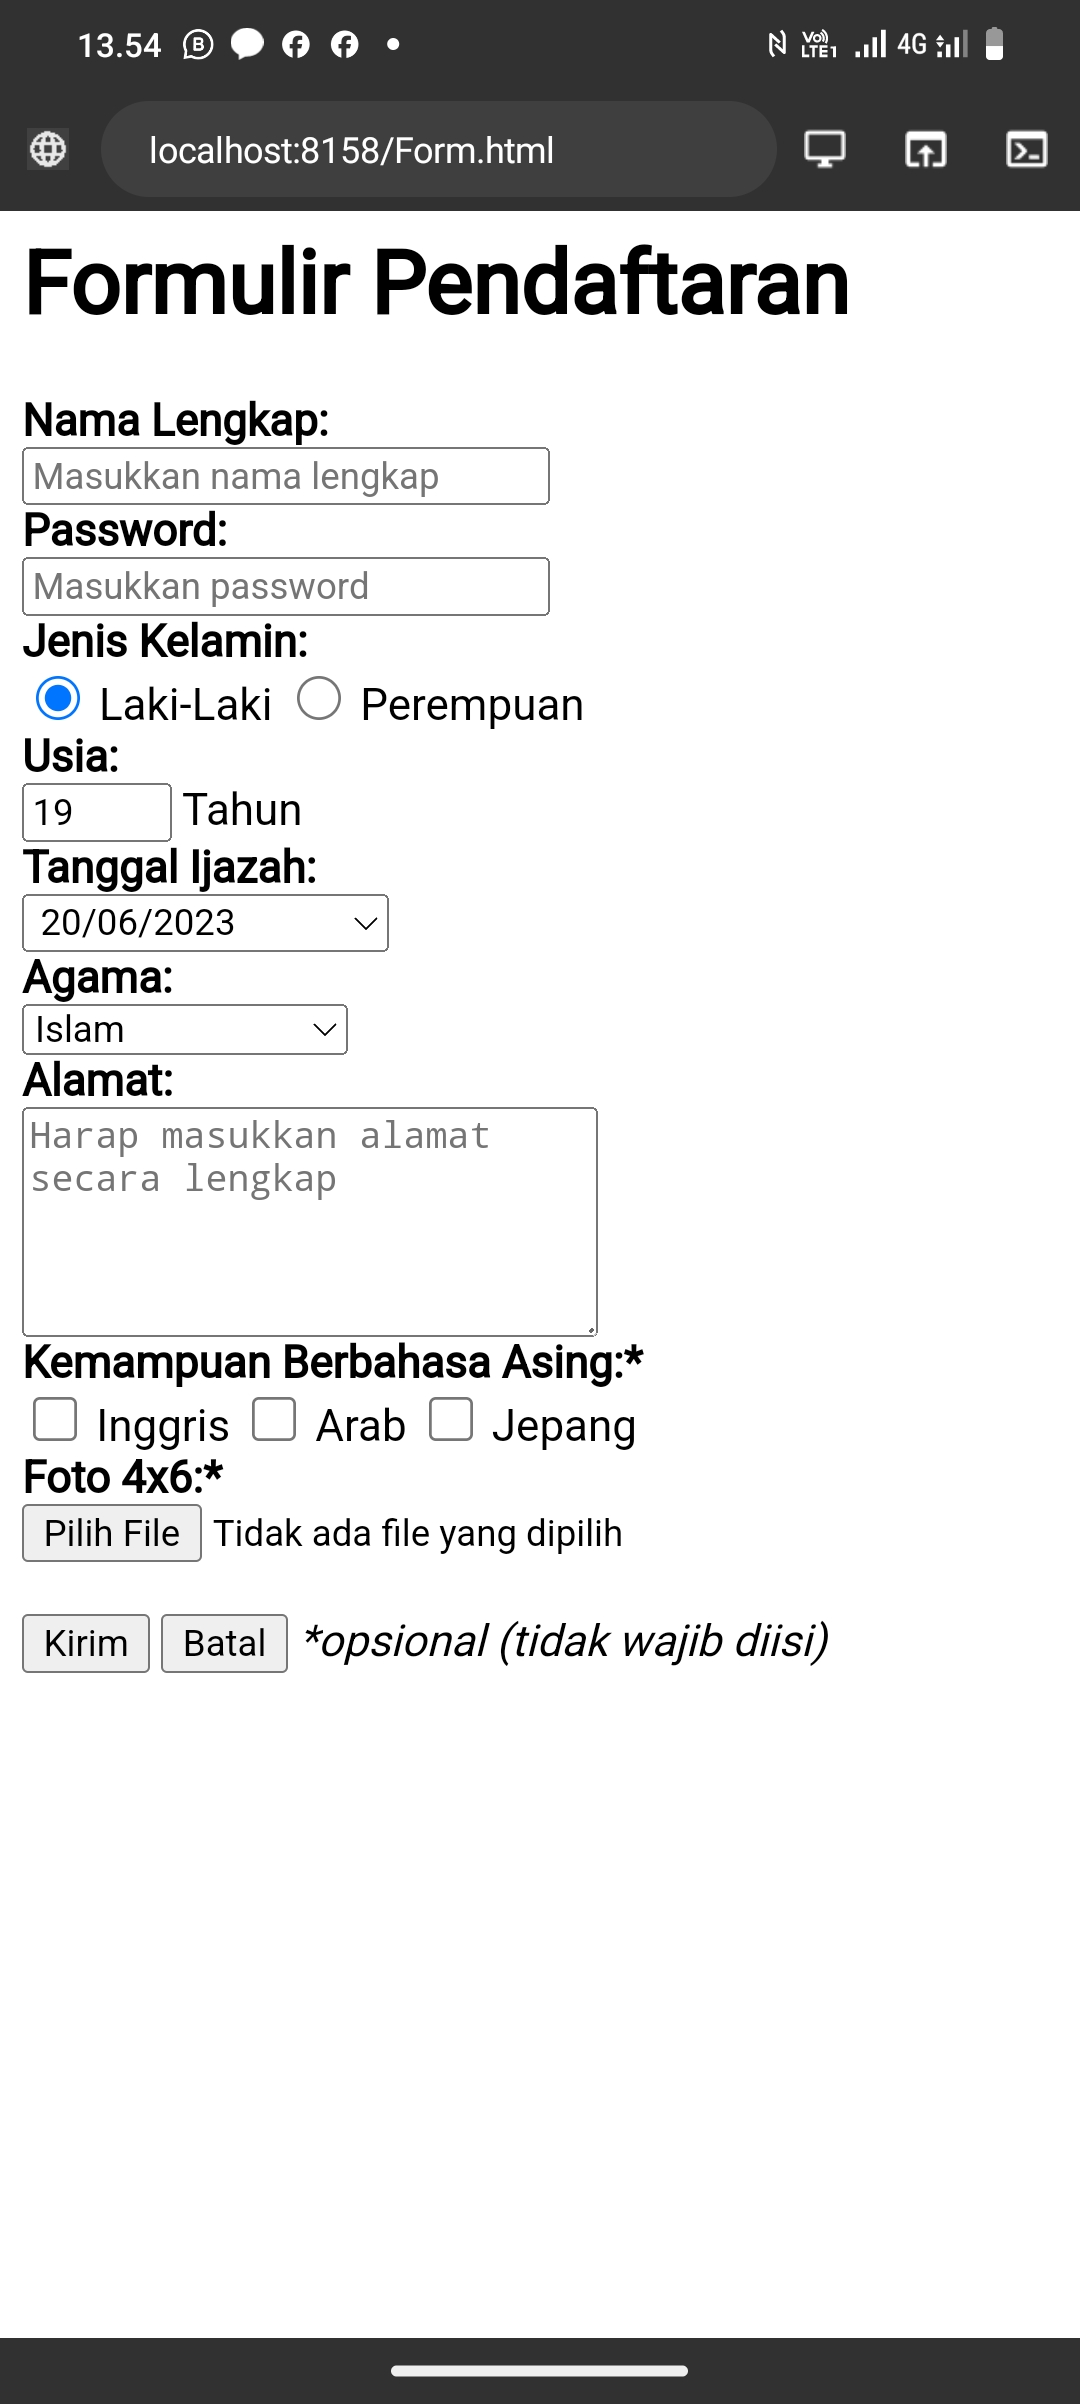 13.54
4G
VoLTE1
localhost:8158/Form.html
Formulir Pendaftaran
Nama Lengkap:
Masukkan nama lengkap
Password:
Masukkan password
Jenis Kelamin:
Laki-Laki Perempuan
Usia:
19 Tahun
Tanggal Ijazah:
20/06/2023
Agama:
Islam
Alamat:
Harap masukkan alamat
secara lengkap
Kemampuan Berbahasa Asing:*
Inggris Arab Jepang
Foto 4x6:*
Pilih File Tidak ada file yang dipilih
Kirim Batal *opsional (tidak wajib diisi)